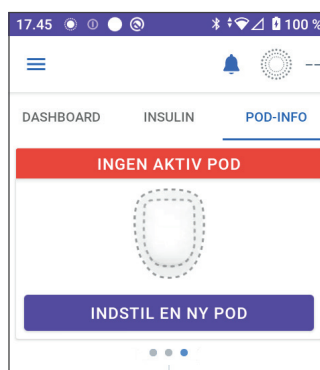 17.45 100 %
DASHBOARD INSULIN POD-INFO
INGEN AKTIV POD
INDSTIL EN NY POD